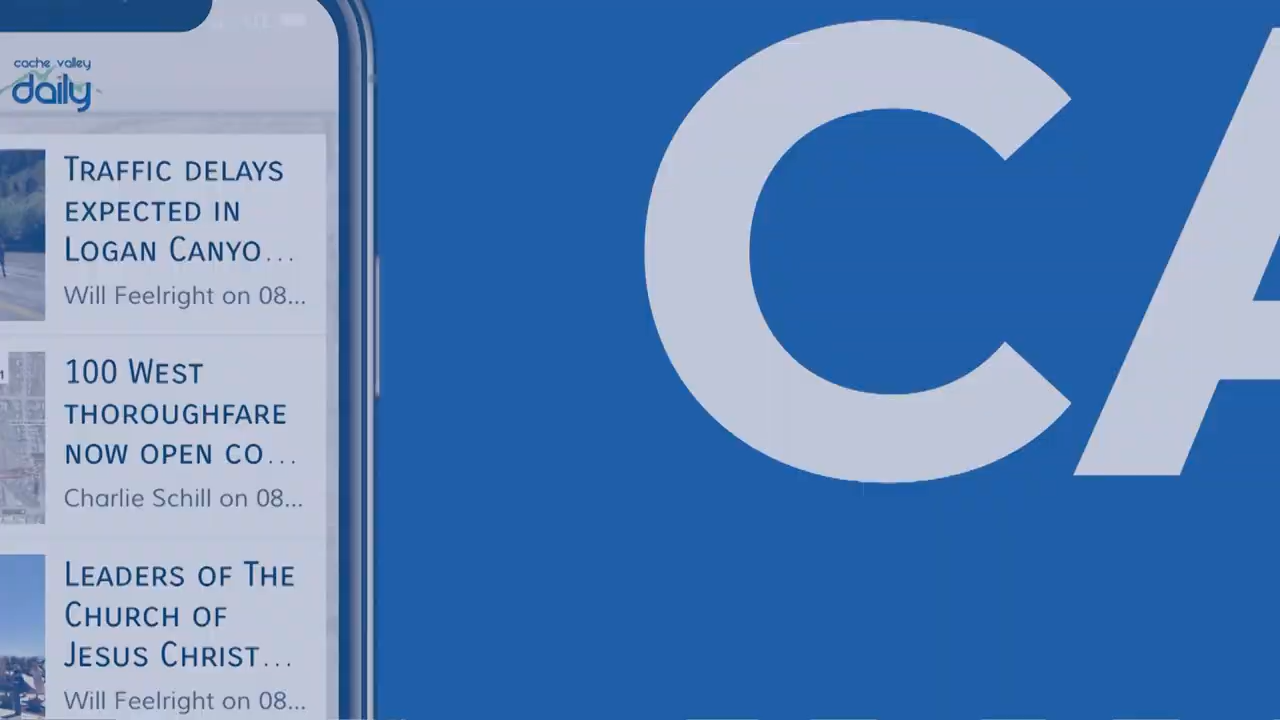 cache valley
daily
TRAFFIC DELAYS
EXPECTED IN
LOGAN CANYO...
Will Feelright on 08...
100 WEST
THOROUGHFARE
NOW OPEN CO...
Charlie Schill on 08...
LEADERS OF THE
CHURCH OF
JESUS CHRIST...
Will Feelright on 08...
CA